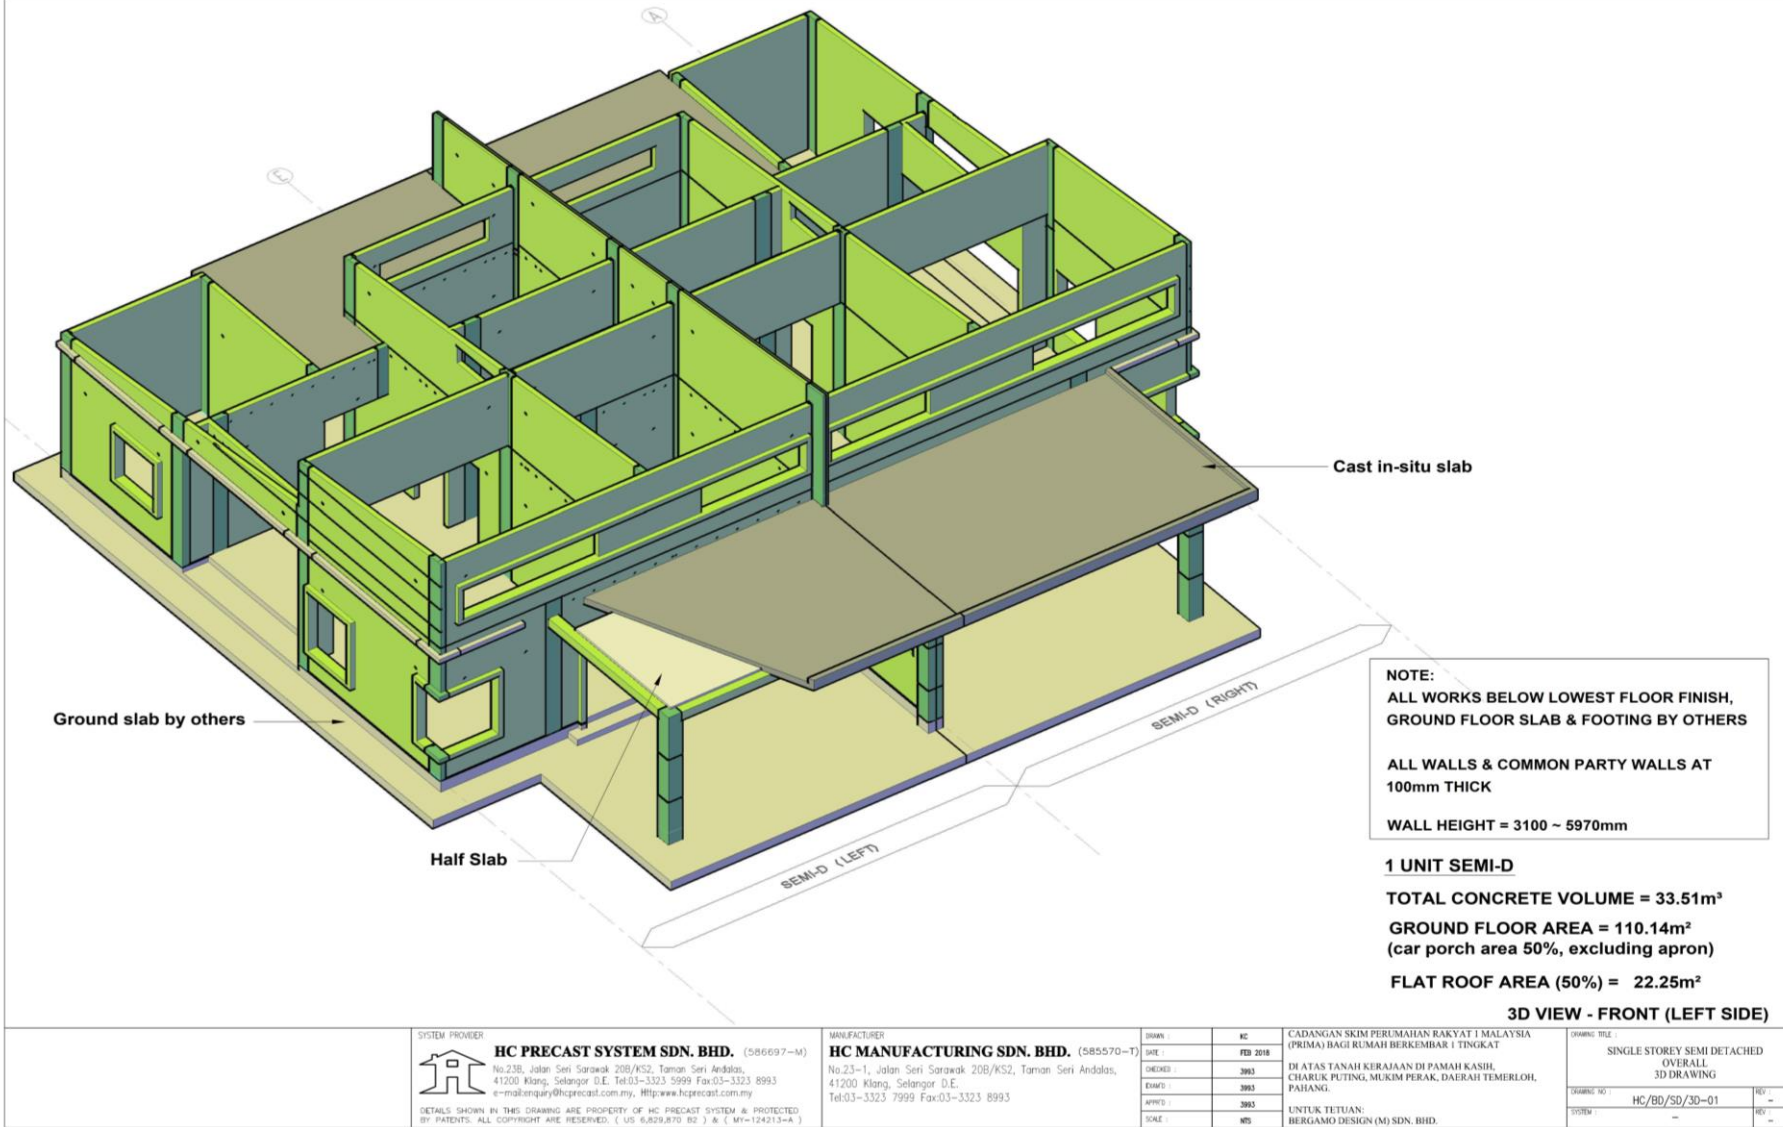 A
E
Cast in-situ slab
Ground slab by others
Half Slab
SEMI-D (LEFT)
SEMI-D (RIGHT)
NOTE:
ALL WORKS BELOW LOWEST FLOOR FINISH,
GROUND FLOOR SLAB & FOOTING BY OTHERS
ALL WALLS & COMMON PARTY WALLS AT
100mm THICK
WALL HEIGHT = 3100 ~ 5970mm
1 UNIT SEMI-D
TOTAL CONCRETE VOLUME = 33.51m³
GROUND FLOOR AREA = 110.14m²
(car porch area 50%, excluding apron)
FLAT ROOF AREA (50%) = 22.25m²
3D VIEW - FRONT (LEFT SIDE)
SYSTEM PROVIDER
HC PRECAST SYSTEM SDN. BHD. (586697-M)
No.23B, Jalan Seri Sarawak 20B/KS2, Taman Seri Andalas,
41200 Klang, Selangor D.E. Tel:03-3323 5999 Fax:03-3323 8993
e-mail:enquiry@hcprecast.com.my, Http:www.hcprecast.com.my
DETAILS SHOWN IN THIS DRAWING ARE PROPERTY OF HC PRECAST SYSTEM & PROTECTED
BY PATENTS. ALL COPYRIGHT ARE RESERVED. ( US 6,829,870 B2 ) & ( MY-124213-A )
MANUFACTURER
HC MANUFACTURING SDN. BHD. (585570-T)
No.23-1, Jalan Seri Sarawak 20B/KS2, Taman Seri Andalas,
41200 Klang, Selangor D.E.
Tel:03-3323 7999 Fax:03-3323 8993
DRAWN : KC
DATE : FEB 2018
CHECKED : 3993
EXAM'D : 3993
APPR'D : 3993
SCALE : NTS
CADANGAN SKIM PERUMAHAN RAKYAT 1 MALAYSIA
(PRIMA) BAGI RUMAH BERKEMBAR 1 TINGKAT
DI ATAS TANAH KERAJAAN DI PAMAH KASIH,
CHARUK PUTING, MUKIM PERAK, DAERAH TEMERLOH,
PAHANG.
UNTUK TETUAN:
BERGAMO DESIGN (M) SDN. BHD.
DRAWING TITLE :
SINGLE STOREY SEMI DETACHED
OVERALL
3D DRAWING
DRAWING NO : HC/BD/SD/3D-01 REV : -
SYSTEM : - REV : -